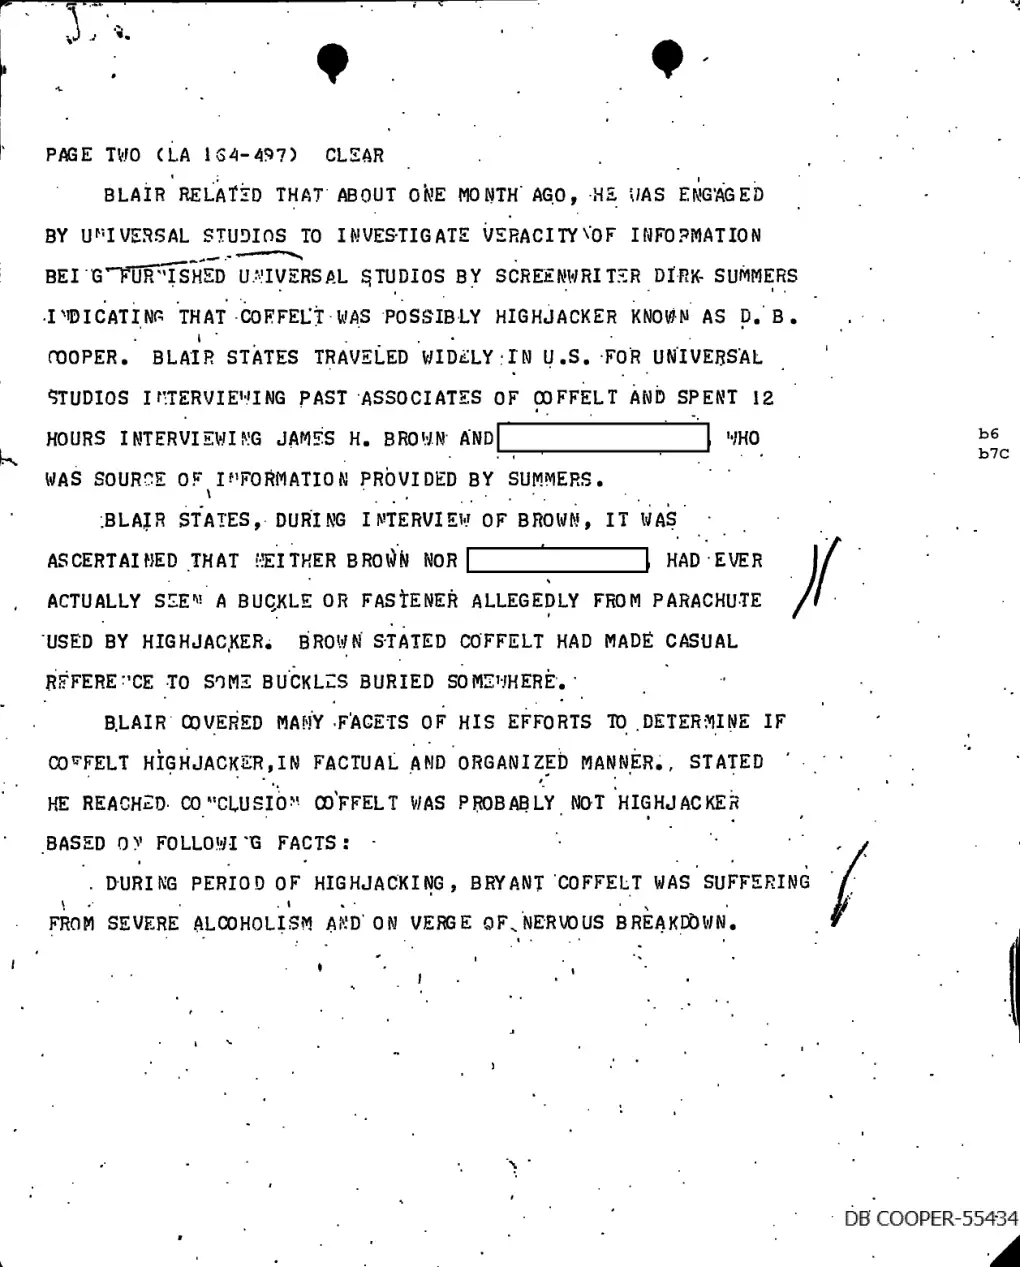 PAGE TWO (LA 164-497) CLEAR
BLAIR RELATED THAT ABOUT ONE MONTH AGO, HE WAS ENGAGED
BY UNIVERSAL STUDIOS TO INVESTIGATE VERACITY OF INFORMATION
BEI G FURNISHED UNIVERSAL STUDIOS BY SCREENWRITER DIRK SUMMERS
INDICATING THAT COFFELT WAS POSSIBLY HIGHJACKER KNOWN AS D. B.
COOPER. BLAIR STATES TRAVELED WIDELY IN U.S. FOR UNIVERSAL
STUDIOS INTERVIEWING PAST ASSOCIATES OF COFFELT AND SPENT 12
HOURS INTERVIEWING JAMES H. BROWN AND WHO
b6
b7C
WAS SOURCE OF INFORMATION PROVIDED BY SUMMERS.
BLAIR STATES, DURING INTERVIEW OF BROWN, IT WAS
ASCERTAINED THAT NEITHER BROWN NOR HAD EVER
ACTUALLY SEEN A BUCKLE OR FASTENER ALLEGEDLY FROM PARACHUTE
USED BY HIGHJACKER. BROWN STATED COFFELT HAD MADE CASUAL
REFERENCE TO SOME BUCKLES BURIED SOMEWHERE.
BLAIR COVERED MANY FACETS OF HIS EFFORTS TO DETERMINE IF
COFFELT HIGHJACKER, IN FACTUAL AND ORGANIZED MANNER., STATED
HE REACHED CONCLUSION COFFELT WAS PROBABLY NOT HIGHJACKER
BASED ON FOLLOWI G FACTS:
DURING PERIOD OF HIGHJACKING, BRYANT COFFELT WAS SUFFERING
FROM SEVERE ALCOHOLISM AND ON VERGE OF NERVOUS BREAKDOWN.
DB COOPER-55434